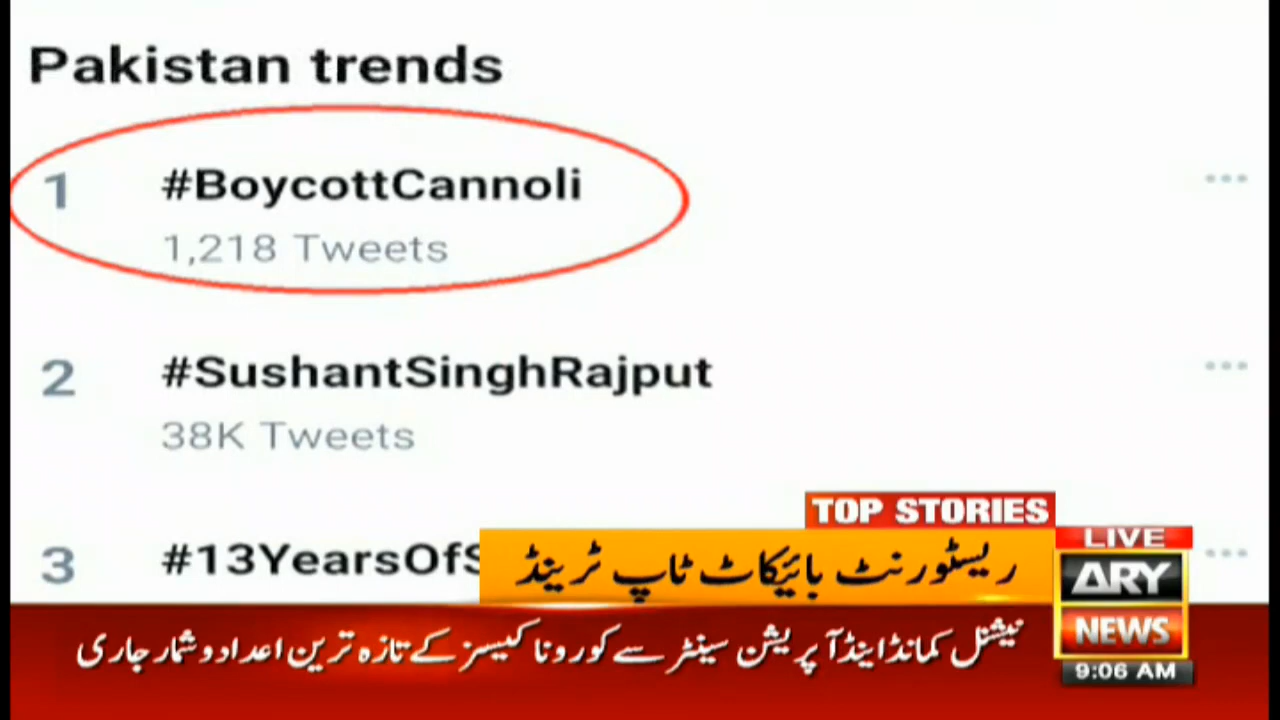 Pakistan trends
1 #BoycottCannoli
1,218 Tweets
2 #SushantSinghRajput
38K Tweets
3
TOP STORIES
ریسٹورنٹ بائیکاٹ ٹاپ ٹرینڈ
LIVE
ARY
NEWS
نیشنل کمانڈ اینڈ آپریشن سینٹر سے کورونا کیسز کے تازہ ترین اعداد و شمار جاری
9:06 AM